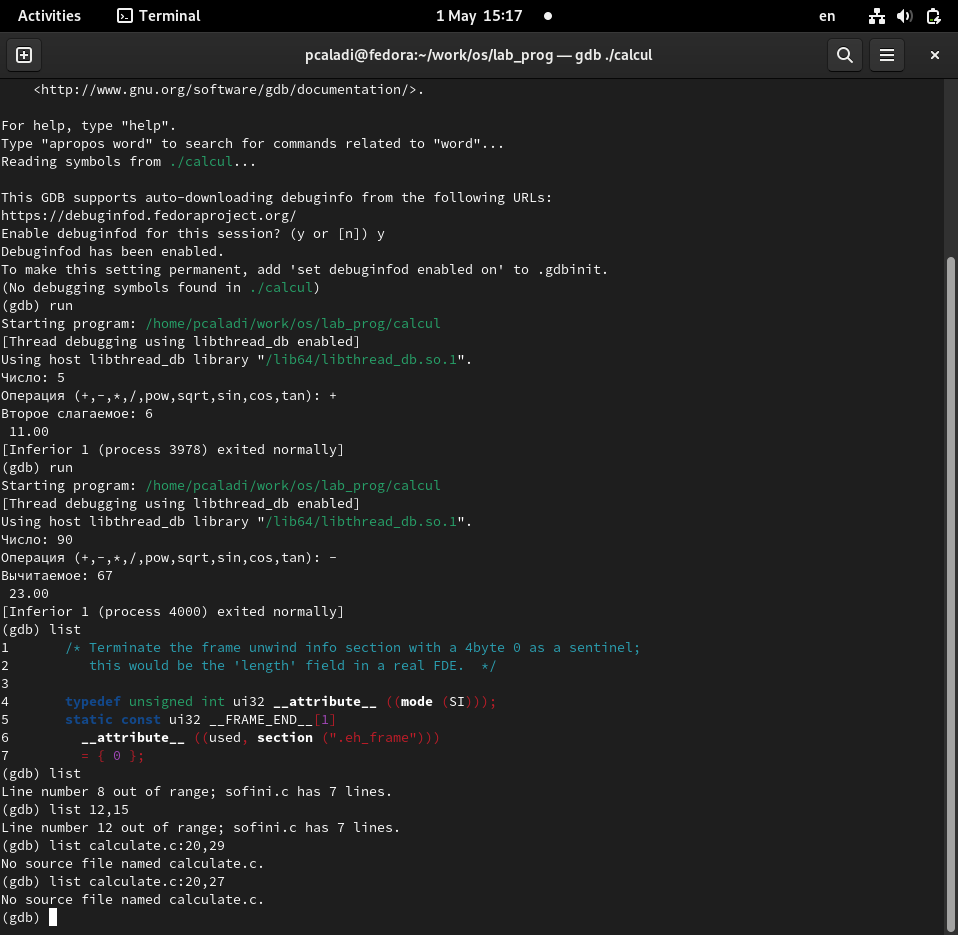 Activities Terminal 1 May 15:17 en
pcaladi@fedora:~/work/os/lab_prog — gdb ./calcul
<http://www.gnu.org/software/gdb/documentation/>.
For help, type "help".
Type "apropos word" to search for commands related to "word"...
Reading symbols from ./calcul...
This GDB supports auto-downloading debuginfo from the following URLs:
https://debuginfod.fedoraproject.org/
Enable debuginfod for this session? (y or [n]) y
Debuginfod has been enabled.
To make this setting permanent, add 'set debuginfod enabled on' to .gdbinit.
(No debugging symbols found in ./calcul)
(gdb) run
Starting program: /home/pcaladi/work/os/lab_prog/calcul
[Thread debugging using libthread_db enabled]
Using host libthread_db library "/lib64/libthread_db.so.1".
Число: 5
Операция (+,-,*,/,pow,sqrt,sin,cos,tan): +
Второе слагаемое: 6
11.00
[Inferior 1 (process 3978) exited normally]
(gdb) run
Starting program: /home/pcaladi/work/os/lab_prog/calcul
[Thread debugging using libthread_db enabled]
Using host libthread_db library "/lib64/libthread_db.so.1".
Число: 90
Операция (+,-,*,/,pow,sqrt,sin,cos,tan): -
Вычитаемое: 67
23.00
[Inferior 1 (process 4000) exited normally]
(gdb) list
1 /* Terminate the frame unwind info section with a 4byte 0 as a sentinel;
2 this would be the 'length' field in a real FDE.  */
3
4 typedef unsigned int ui32 __attribute__ ((mode (SI)));
5 static const ui32 __FRAME_END__[1]
6 __attribute__ ((used, section (".eh_frame")))
7 = { 0 };
(gdb) list
Line number 8 out of range; sofini.c has 7 lines.
(gdb) list 12,15
Line number 12 out of range; sofini.c has 7 lines.
(gdb) list calculate.c:20,29
No source file named calculate.c.
(gdb) list calculate.c:20,27
No source file named calculate.c.
(gdb)